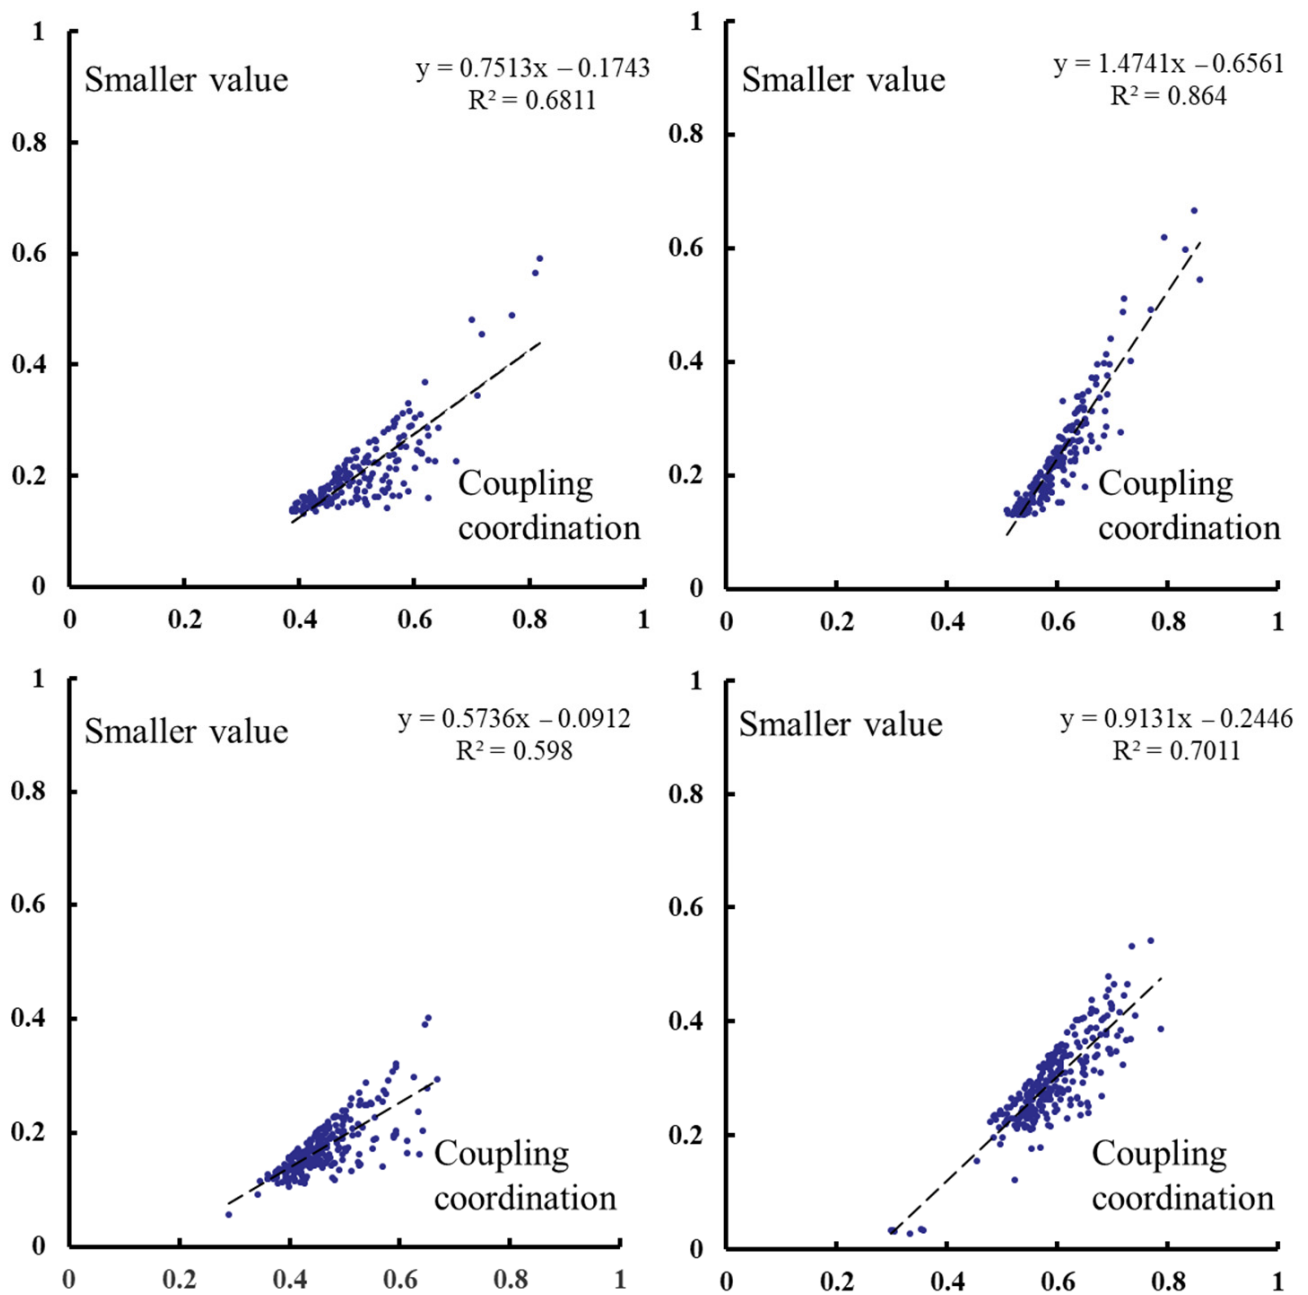 1
Smaller value
y = 0.7513x – 0.1743
R² = 0.6811
0.8
0.6
0.4
0.2
Coupling
coordination
0
0 0.2 0.4 0.6 0.8 1
1
Smaller value
y = 1.4741x – 0.6561
R² = 0.864
0.8
0.6
0.4
0.2
Coupling
coordination
0
0 0.2 0.4 0.6 0.8 1
1
Smaller value
y = 0.5736x – 0.0912
R² = 0.598
0.8
0.6
0.4
0.2
Coupling
coordination
0
0 0.2 0.4 0.6 0.8 1
1
Smaller value
y = 0.9131x – 0.2446
R² = 0.7011
0.8
0.6
0.4
0.2
Coupling
coordination
0
0 0.2 0.4 0.6 0.8 1